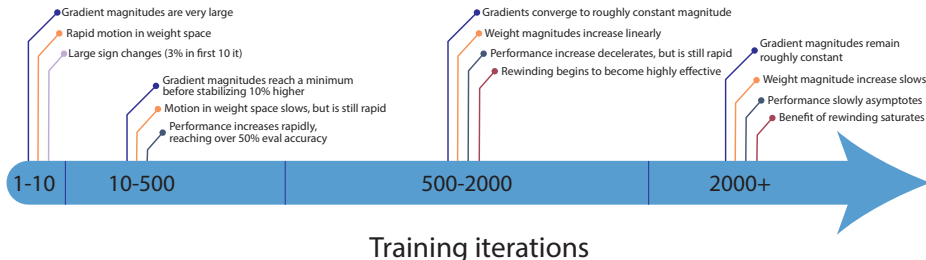 Gradient magnitudes are very large
Rapid motion in weight space
Large sign changes (3% in first 10 it)
Gradient magnitudes reach a minimum
before stabilizing 10% higher
Motion in weight space slows, but is still rapid
Performance increases rapidly,
reaching over 50% eval accuracy
Gradients converge to roughly constant magnitude
Weight magnitudes increase linearly
Performance increase decelerates, but is still rapid
Rewinding begins to become highly effective
Gradient magnitudes remain
roughly constant
Weight magnitude increase slows
Performance slowly asymptotes
Benefit of rewinding saturates
1-10
10-500
500-2000
2000+
Training iterations